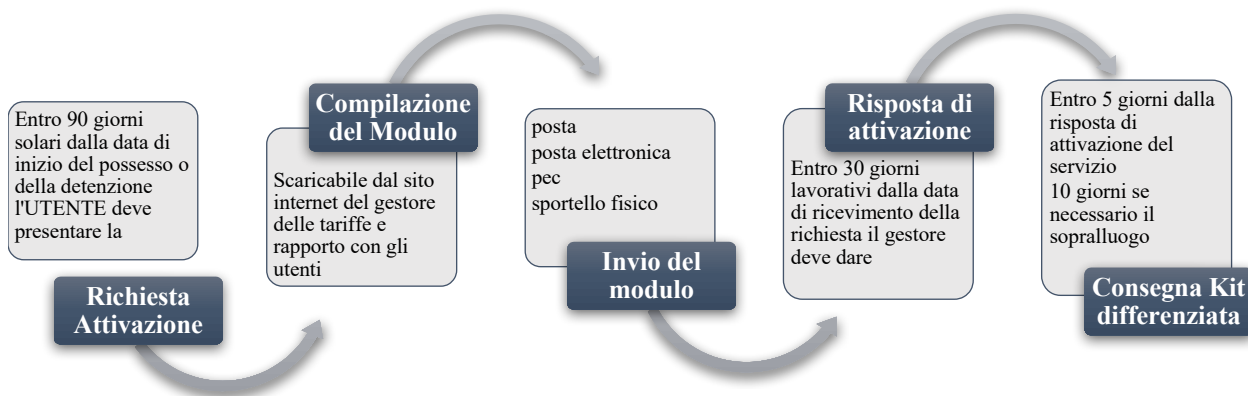 Entro 90 giorni
solari dalla data di
inizio del possesso o
della detenzione
l'UTENTE deve
presentare la
Richiesta
Attivazione
Compilazione
del Modulo
Scaricabile dal sito
internet del gestore
delle tariffe e
rapporto con gli
utenti
posta
posta elettronica
pec
sportello fisico
Invio del
modulo
Risposta di
attivazione
Entro 30 giorni
lavorativi dalla data
di ricevimento della
richiesta il gestore
deve dare
Entro 5 giorni dalla
risposta di
attivazione del
servizio
10 giorni se
necessario il
sopralluogo
Consegna Kit
differenziata